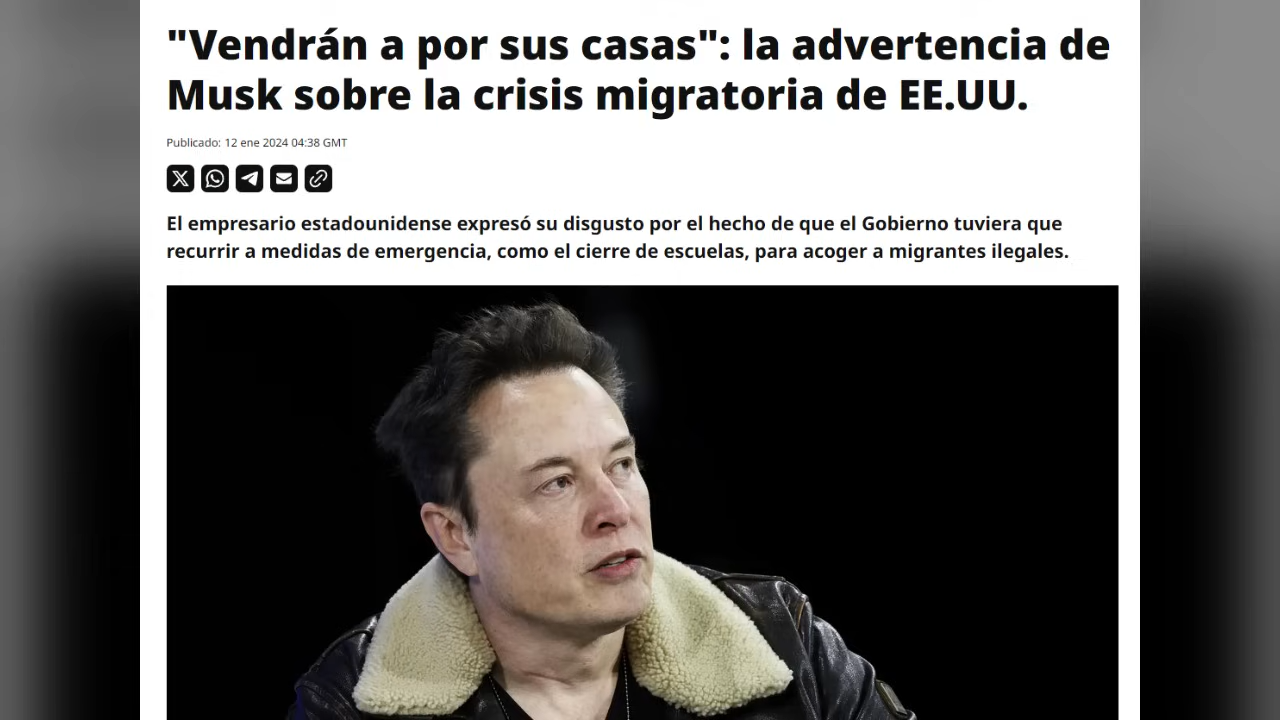 "Vendrán a por sus casas": la advertencia de
Musk sobre la crisis migratoria de EE.UU.
Publicado: 12 ene 2024 04:38 GMT
El empresario estadounidense expresó su disgusto por el hecho de que el Gobierno tuviera que
recurrir a medidas de emergencia, como el cierre de escuelas, para acoger a migrantes ilegales.